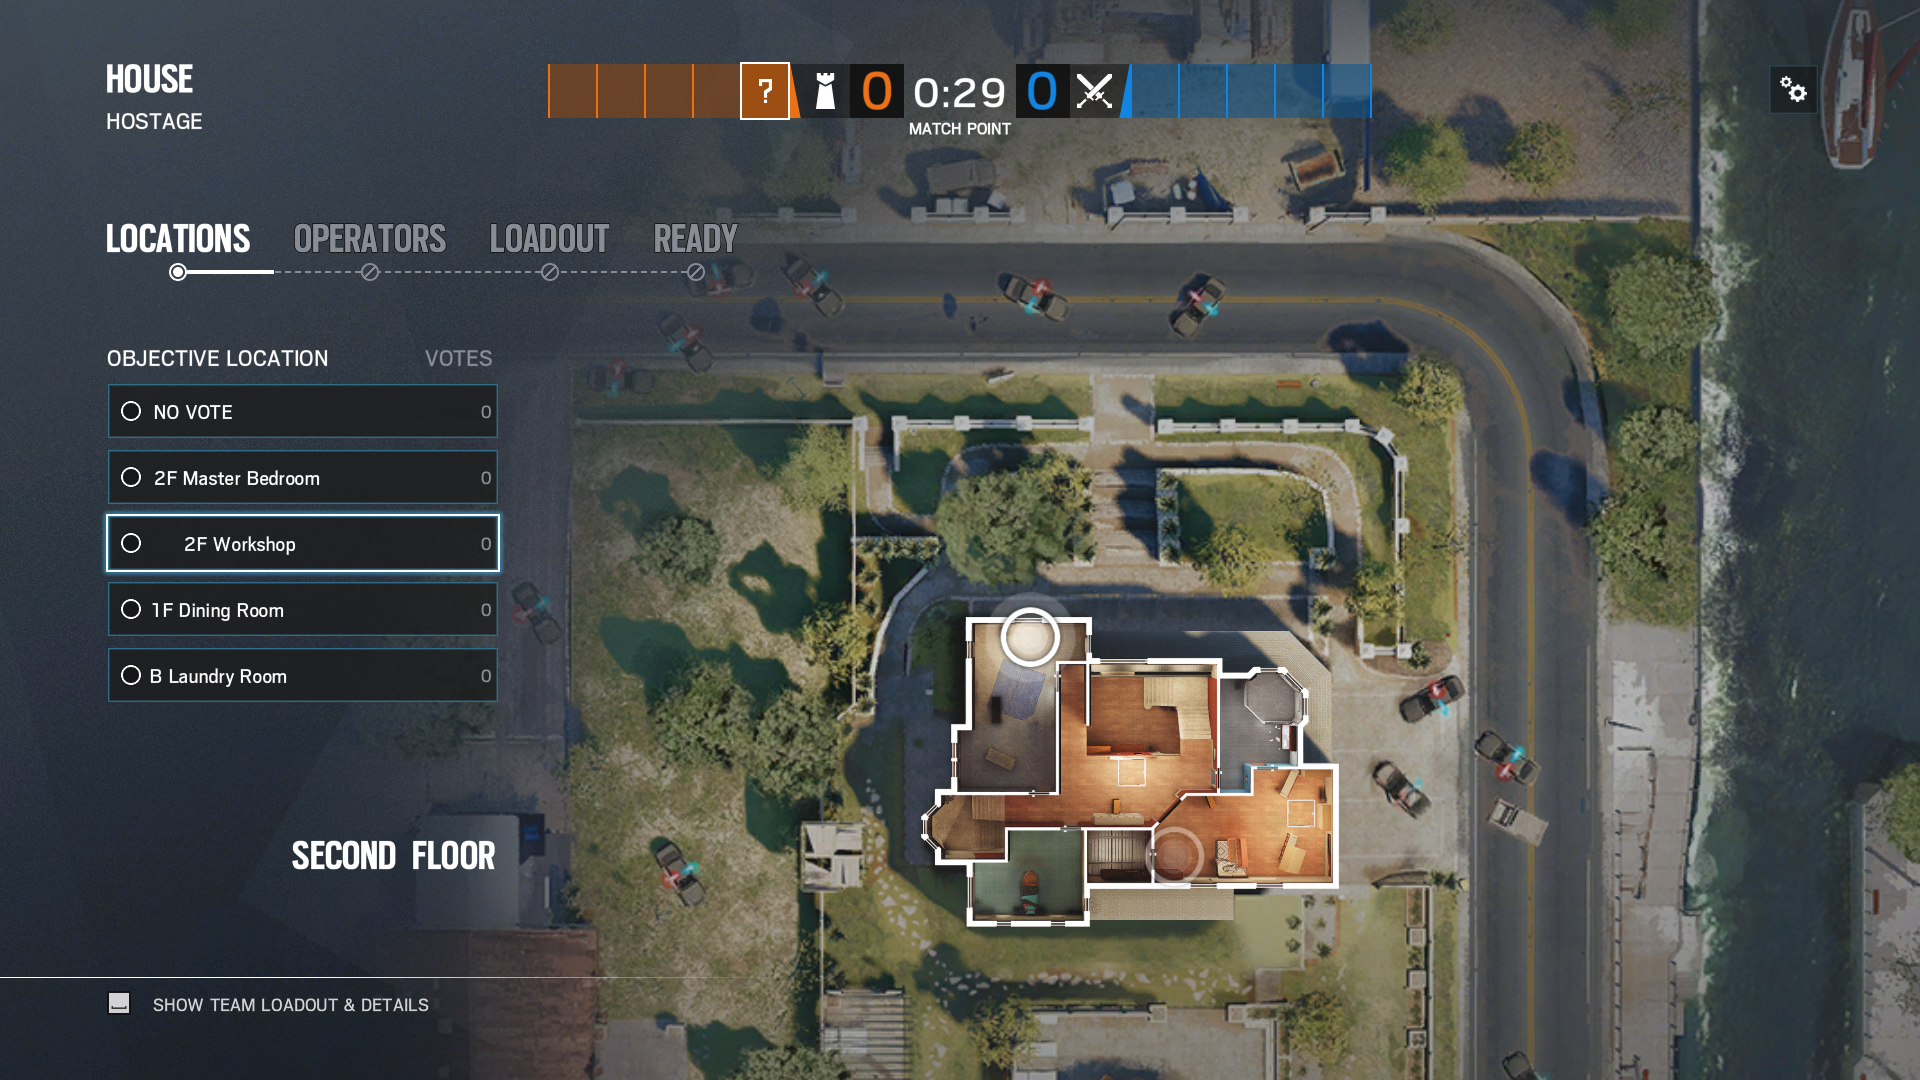 HOUSE
HOSTAGE
?
0
0:29
0
MATCH POINT
LOCATIONS
OPERATORS
LOADOUT
READY
OBJECTIVE LOCATION
VOTES
NO VOTE
0
2F Master Bedroom
0
2F Workshop
0
1F Dining Room
0
B Laundry Room
0
SECOND FLOOR
SHOW TEAM LOADOUT & DETAILS